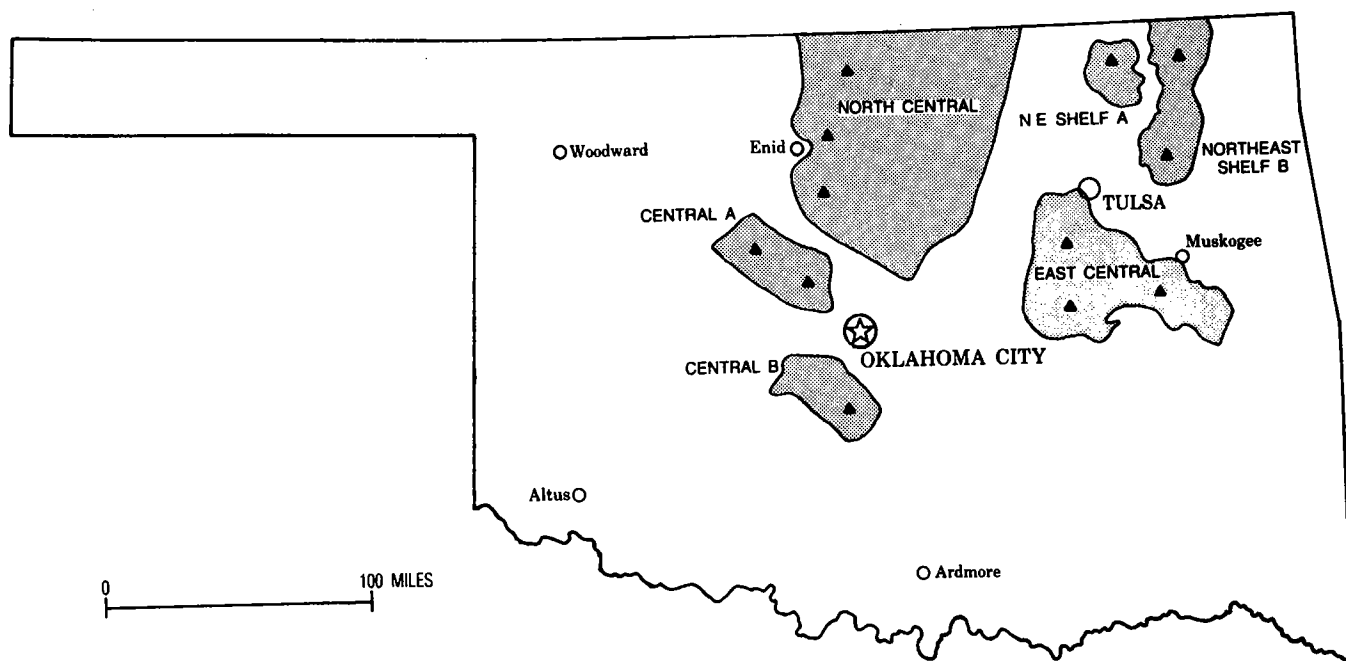 NORTH CENTRAL
N E SHELF A
Woodward
Enid
NORTHEAST
SHELF B
TULSA
CENTRAL A
Muskogee
EAST CENTRAL
OKLAHOMA CITY
CENTRAL B
Altus
Ardmore
0
100 MILES